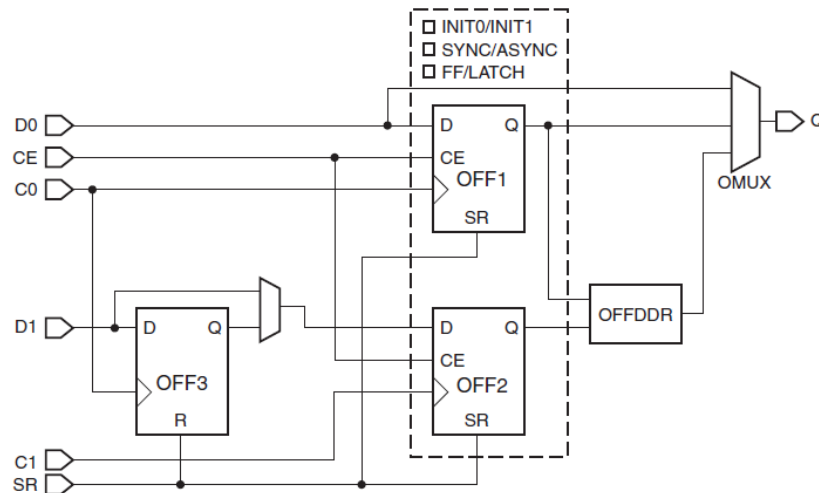 INIT0/INIT1
SYNC/ASYNC
FF/LATCH
D0
CE
C0
D Q
CE
OFF1
SR
OMUX
Q
D1
D Q
OFF3
R
D Q
CE
OFF2
SR
OFFDDR
C1
SR